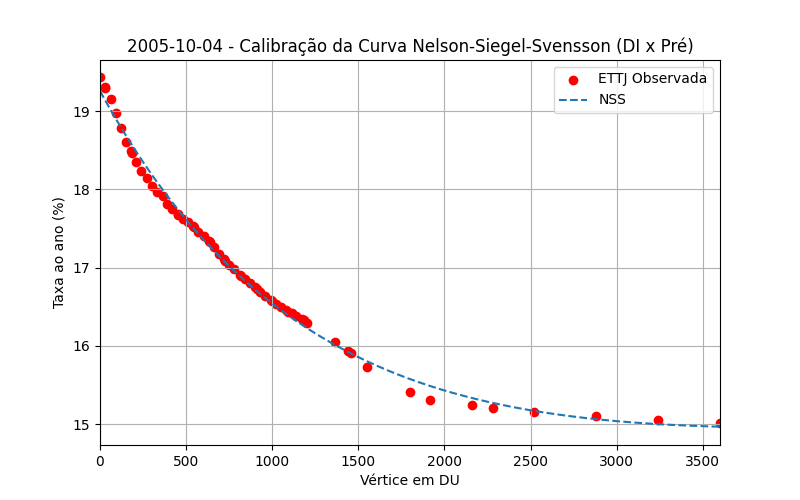 2005-10-04 - Calibração da Curva Nelson-Siegel-Svensson (DI x Pré)
ETTJ Observada
NSS
Taxa ao ano (%)
19
18
17
16
15
0 500 1000 1500 2000 2500 3000 3500
Vértice em DU